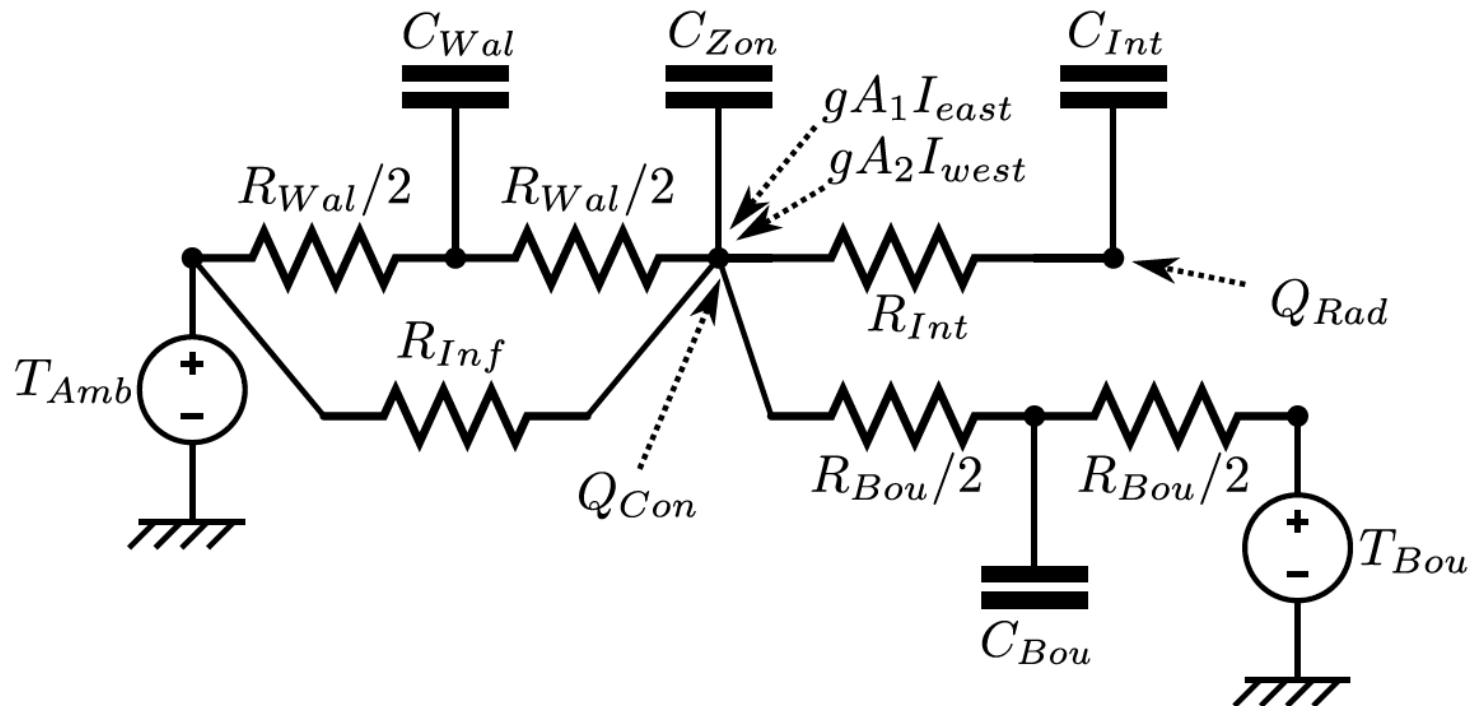 C_{Wal}
C_{Zon}
C_{Int}
gA_1I_{east}
gA_2I_{west}
R_{Wal}/2
R_{Wal}/2
R_{Int}
Q_{Rad}
T_{Amb}
+
-
R_{Inf}
Q_{Con}
R_{Bou}/2
R_{Bou}/2
+
-
T_{Bou}
C_{Bou}